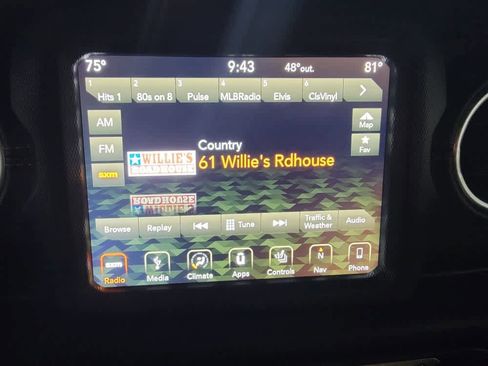 75° 9:43 48°out. 81°
1 2 3 4 5 6
Hits 1 80s on 8 Pulse MLBRadio Elvis ClsVinyl
AM
Map
FM
Fav
sxm
WILLIE'S
ROADHOUSE
Country
61 Willie's Rdhouse
Browse Replay Tune Traffic & Weather Audio
sxm N
Radio Media Climate Apps Controls Nav Phone